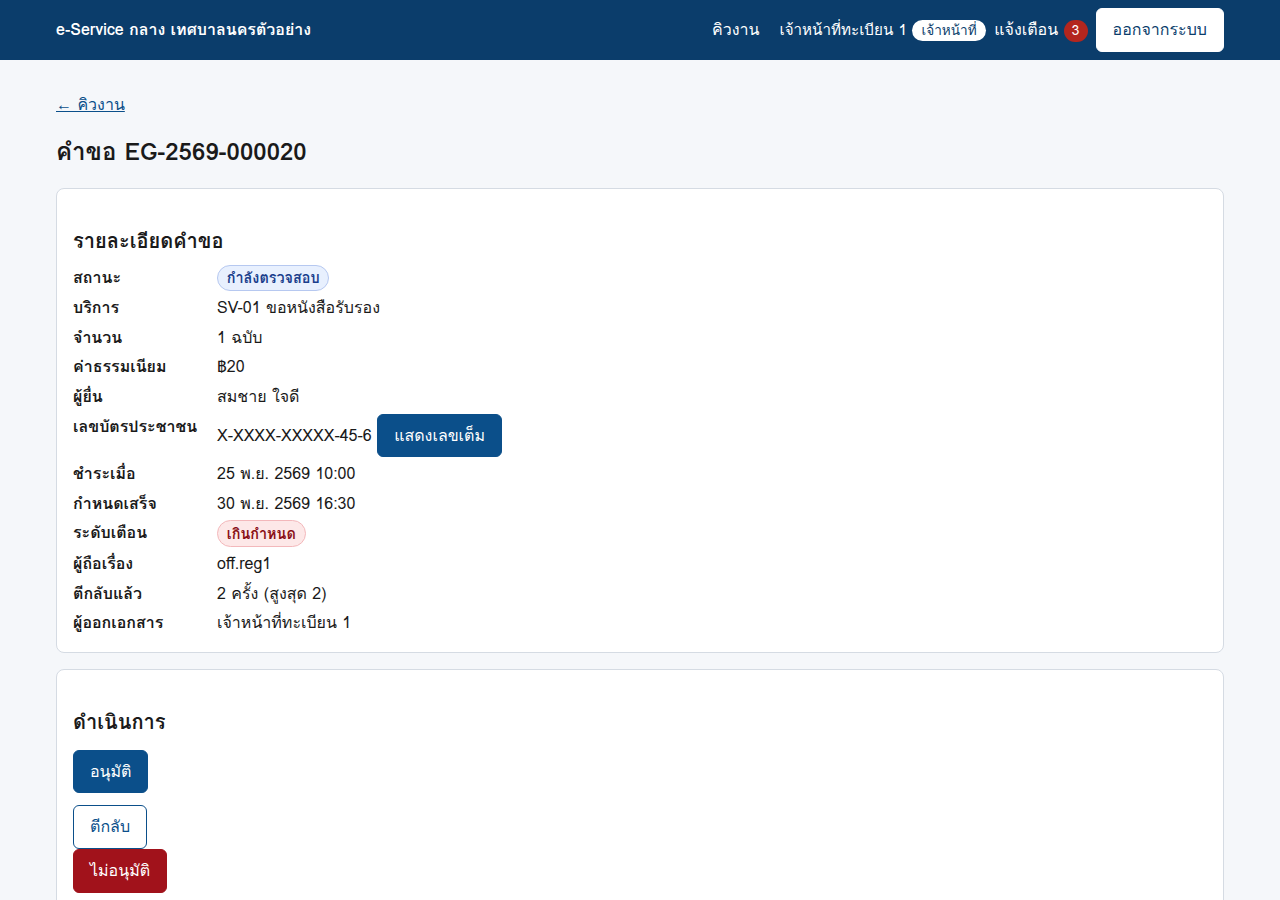 e-Service กลาง เทศบาลนครตัวอย่าง
คิวงาน เจ้าหน้าที่ทะเบียน 1 เจ้าหน้าที่ แจ้งเตือน 3 ออกจากระบบ
← คิวงาน
คำขอ EG-2569-000020
รายละเอียดคำขอ
สถานะ กำลังตรวจสอบ
บริการ SV-01 ขอหนังสือรับรอง
จำนวน 1 ฉบับ
ค่าธรรมเนียม ฿20
ผู้ยื่น สมชาย ใจดี
เลขบัตรประชาชน X-XXXX-XXXXX-45-6 แสดงเลขเต็ม
ชำระเมื่อ 25 พ.ย. 2569 10:00
กำหนดเสร็จ 30 พ.ย. 2569 16:30
ระดับเตือน เกินกำหนด
ผู้ถือเรื่อง off.reg1
ตีกลับแล้ว 2 ครั้ง (สูงสุด 2)
ผู้ออกเอกสาร เจ้าหน้าที่ทะเบียน 1
ดำเนินการ
อนุมัติ
ตีกลับ
ไม่อนุมัติ